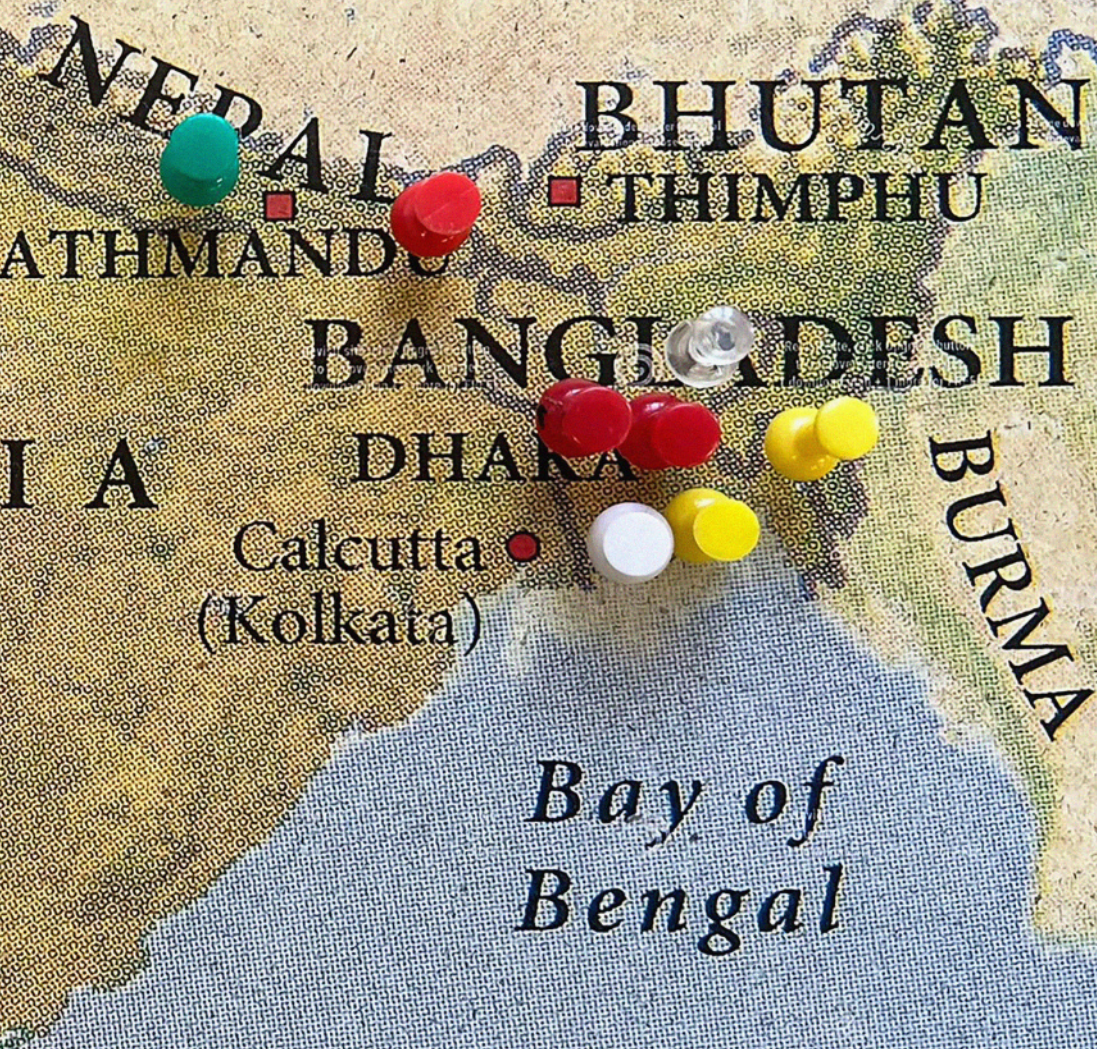 NEPAL
BHUTAN
THIMPHU
ATHMANDU
BANGLADESH
DHAKA
I A
BURMA
Calcutta
(Kolkata)
Bay of
Bengal